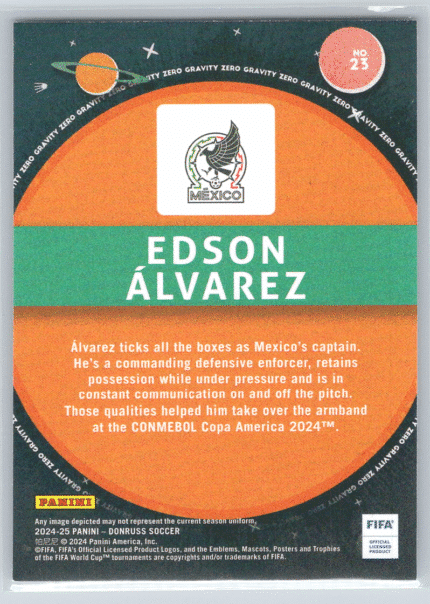 NO.
23
ZERO GRAVITY ZERO GRAVITY ZERO GRAVITY ZERO GRAVITY ZERO GRAVITY
MÉXICO
EDSON
ÁLVAREZ
Álvarez ticks all the boxes as Mexico's captain.
He's a commanding defensive enforcer, retains
possession while under pressure and is in
constant communication on and off the pitch.
Those qualities helped him take over the armband
at the CONMEBOL Copa America 2024™.
PANINI
Any image depicted may not represent the current season uniform.
2024-25 PANINI – DONRUSS SOCCER
帕尼尼 © 2024 Panini America, Inc.
©FIFA, FIFA's Official Licensed Product Logos, and the Emblems, Mascots, Posters and Trophies
of the FIFA World Cup™ tournaments are copyrights and/or trademarks of FIFA.
FIFA®
OFFICIAL
LICENSED
PRODUCT